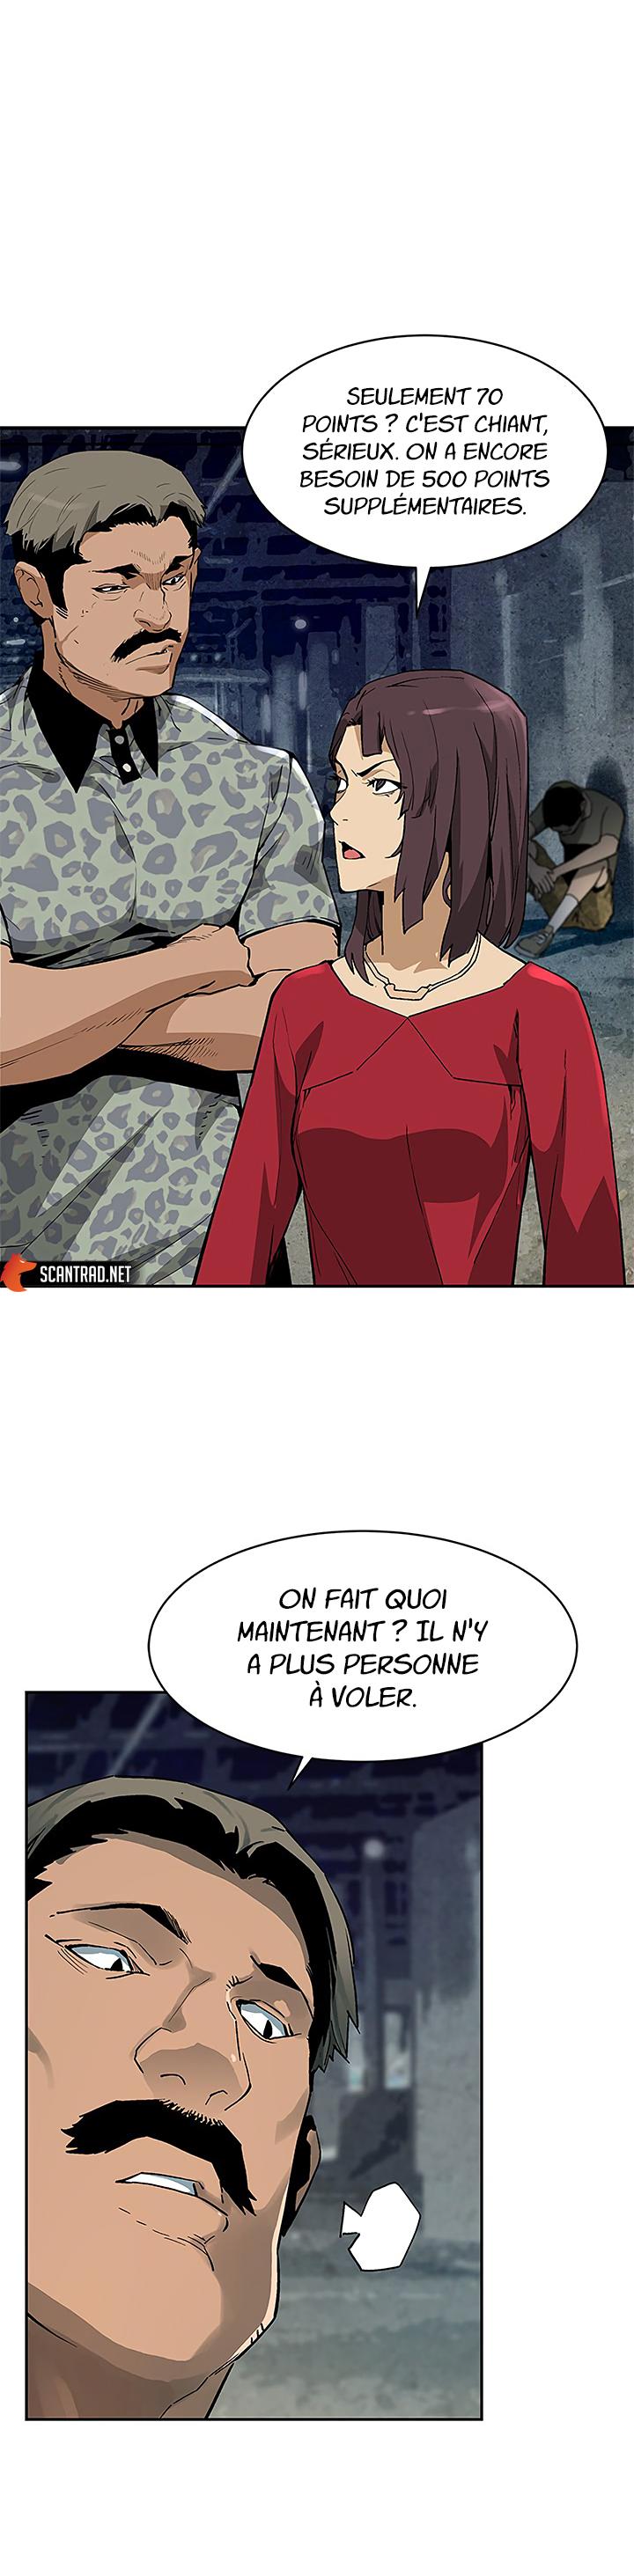 SEULEMENT 70
POINTS ? C'EST CHIANT,
SÉRIEUX. ON A ENCORE
BESOIN DE 500 POINTS
SUPPLÉMENTAIRES.
SCANTRAD.NET
ON FAIT QUOI
MAINTENANT ? IL N'Y
A PLUS PERSONNE
À VOLER.